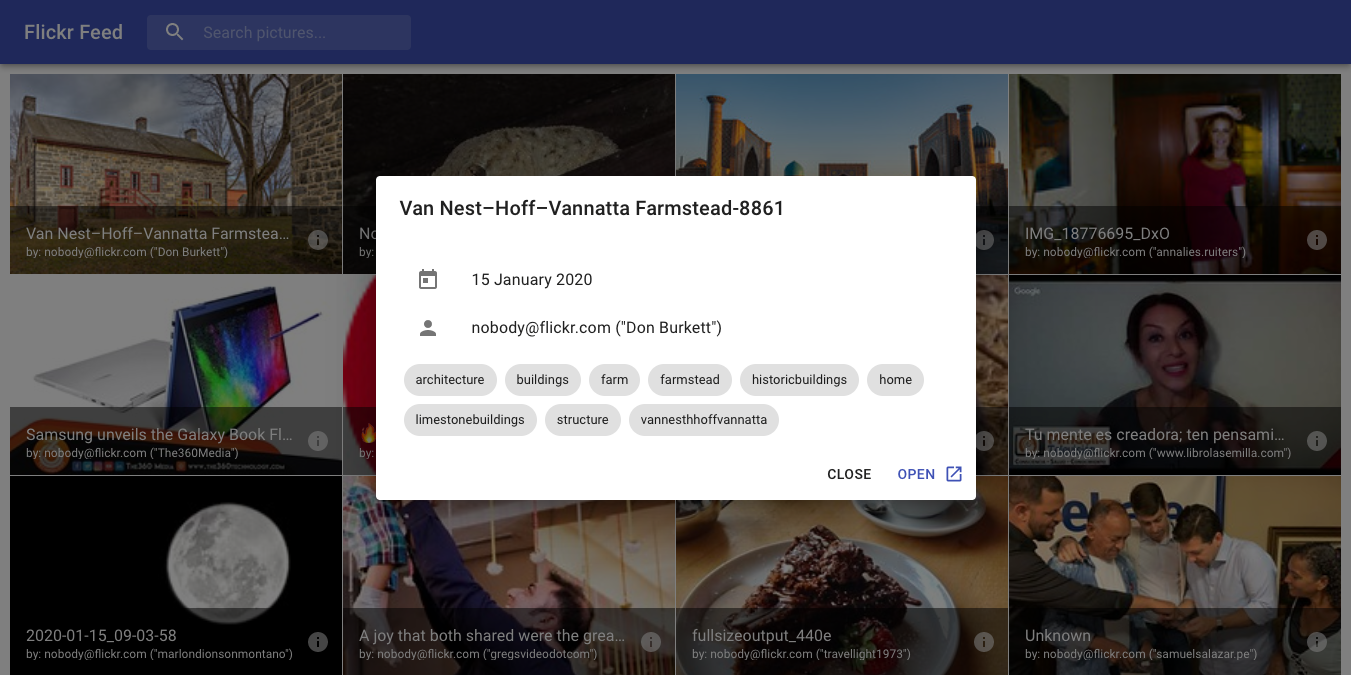 Flickr Feed
Search pictures...
Van Nest–Hoff–Vannatta Farmstea...
by: nobody@flickr.com ("Don Burkett")
No
IMG_18776695_DxO
by: nobody@flickr.com ("annalies.ruiters")
Van Nest–Hoff–Vannatta Farmstead-8861
15 January 2020
nobody@flickr.com ("Don Burkett")
architecture
buildings
farm
farmstead
historicbuildings
home
limestonebuildings
structure
vannesthhoffvannatta
CLOSE
OPEN
Google
Samsung unveils the Galaxy Book Fl...
by: nobody@flickr.com ("The360Media")
THE360 MEDIA
WWW.THE360TECHNOLOGY.COM
by:
Tu mente es creadora; ten pensami...
by: nobody@flickr.com ("www.librolasemilla.com")
2020-01-15_09-03-58
by: nobody@flickr.com ("marlondionsonmontano")
A joy that both shared were the grea...
by: nobody@flickr.com ("gregsvideodotcom")
fullsizeoutput_440e
by: nobody@flickr.com ("travellight1973")
Unknown
by: nobody@flickr.com ("samuelsalazar.pe")